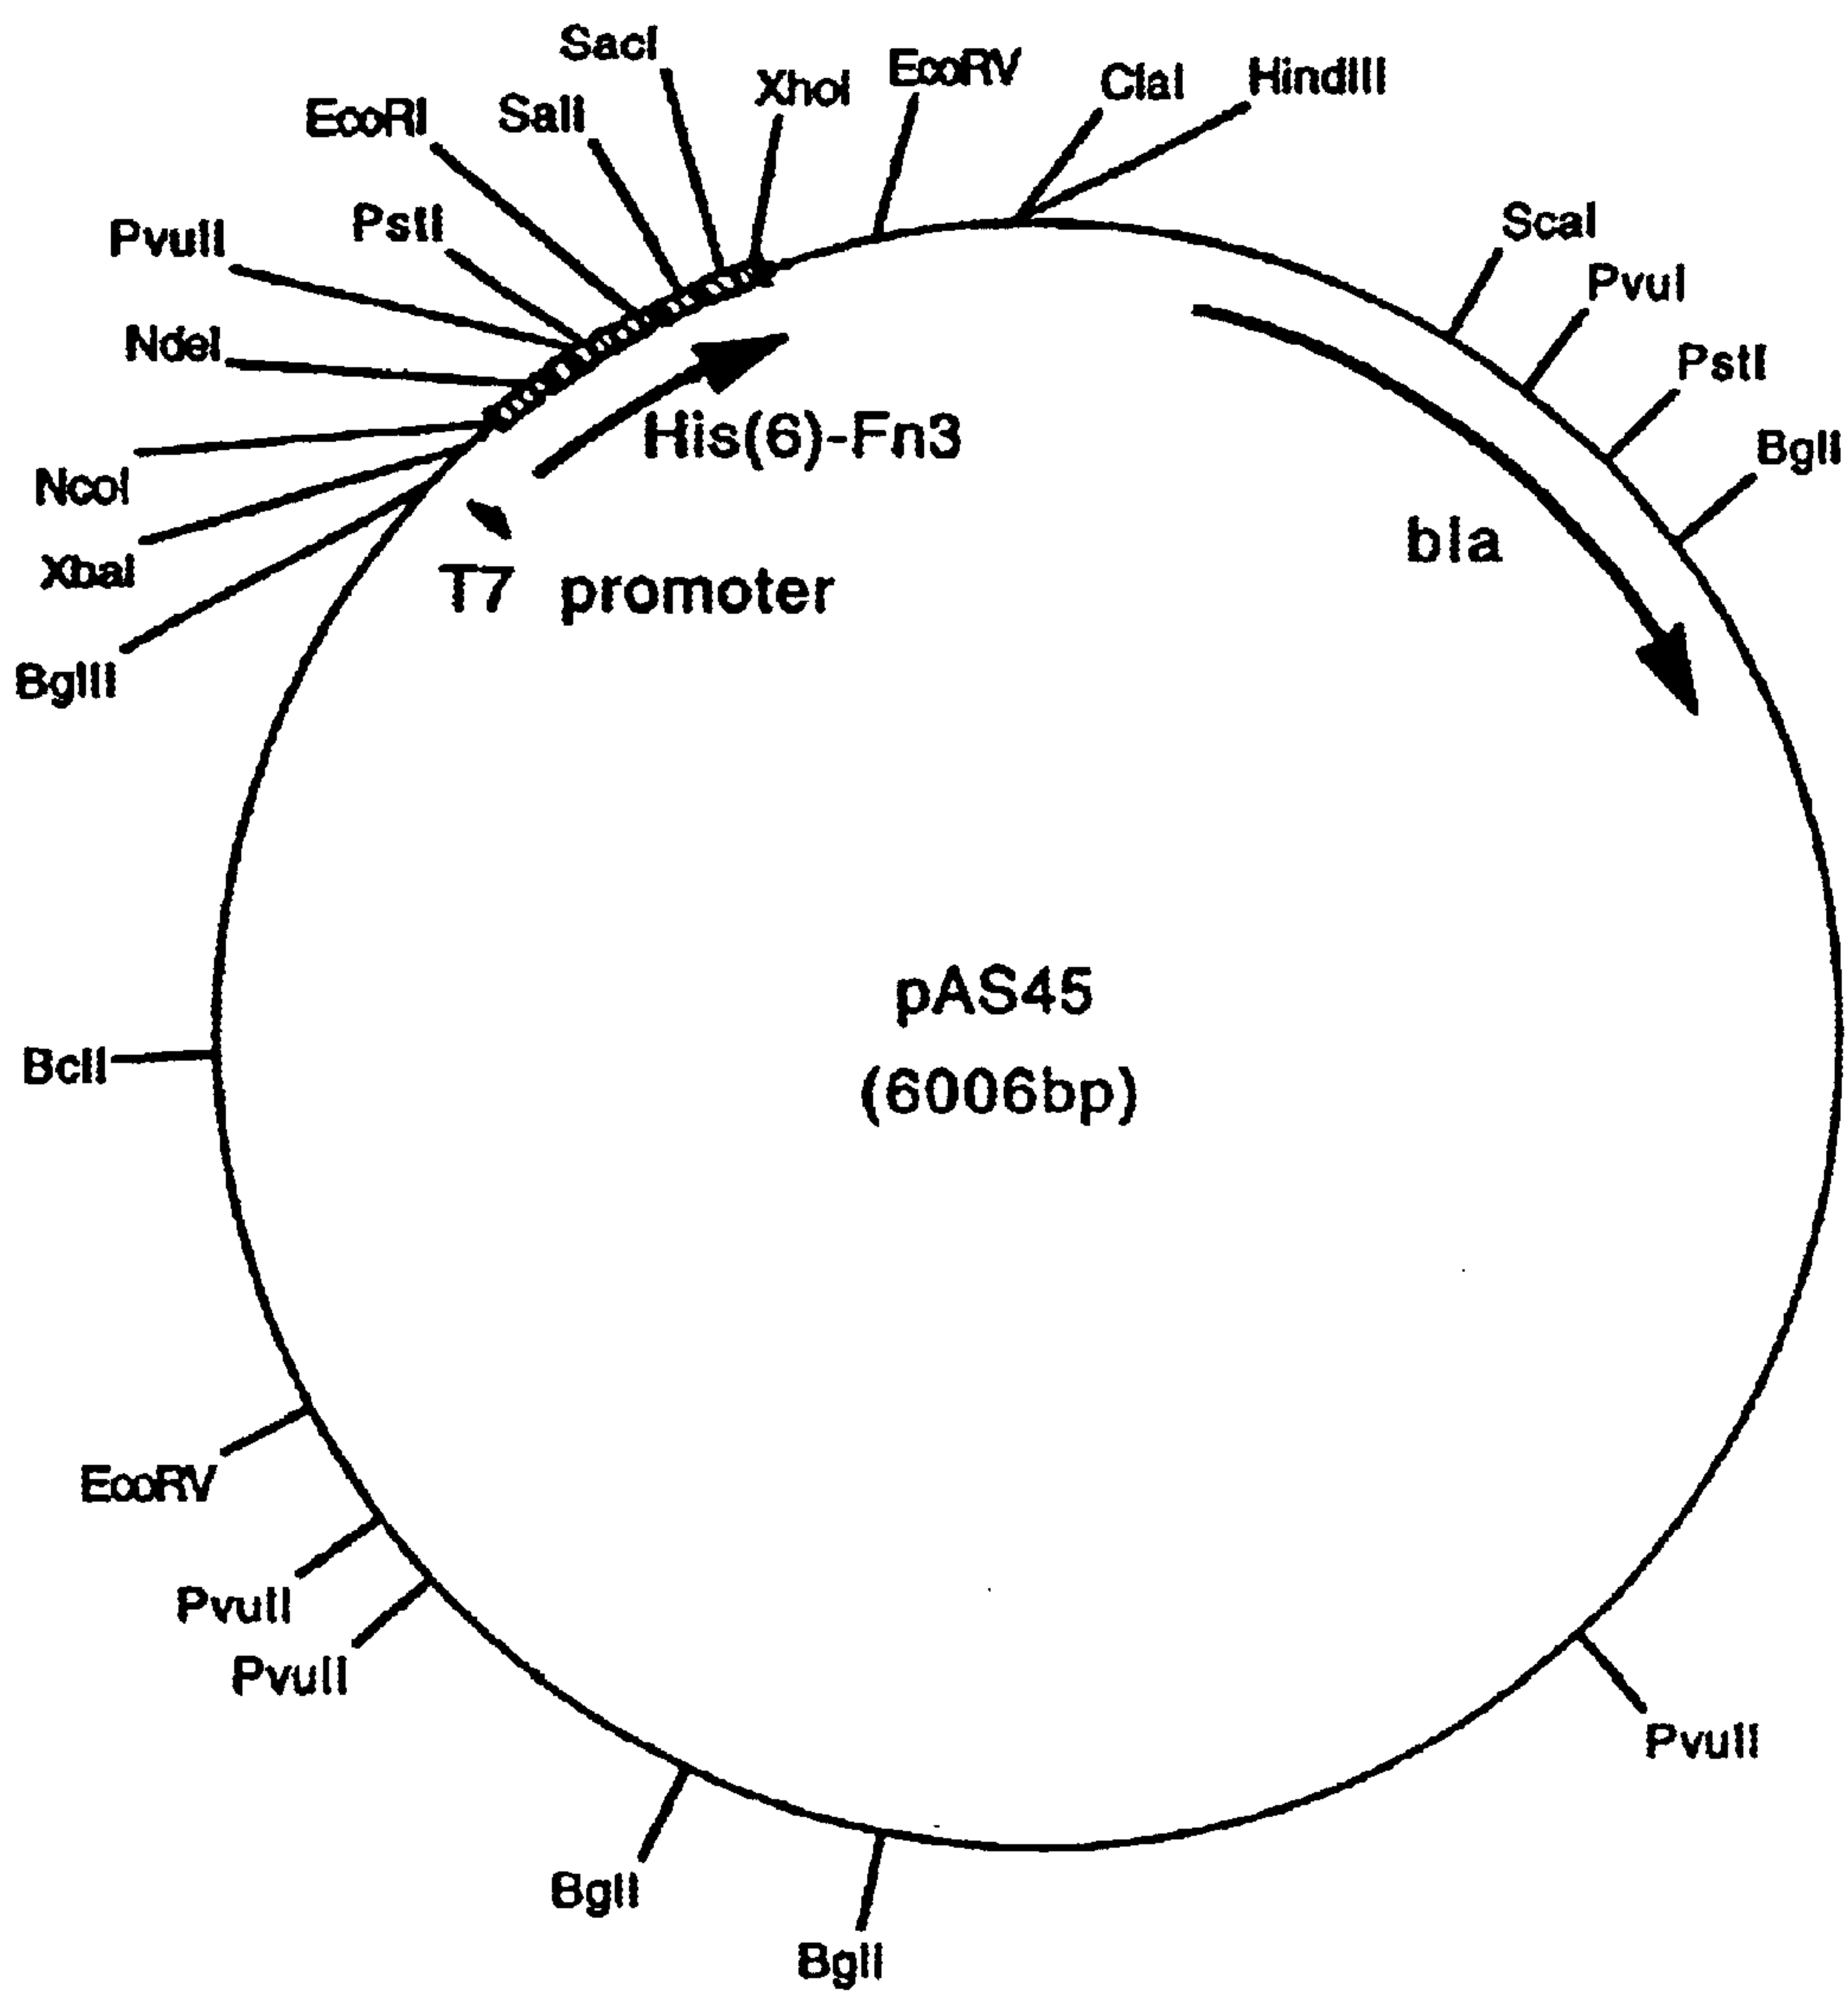 SacI
XhoI
EcoRV
ClaI
HindIII
EcoRI
SalI
ScaI
PvuII
PstI
PvuI
NdeI
PstI
His(6)-Fn3
BglI
NcoI
bla
XbaI
T7 promoter
BglII
pAS45
BclI
(6006bp)
EcoRV
PvuII
PvuII
PvuII
BglI
BglI